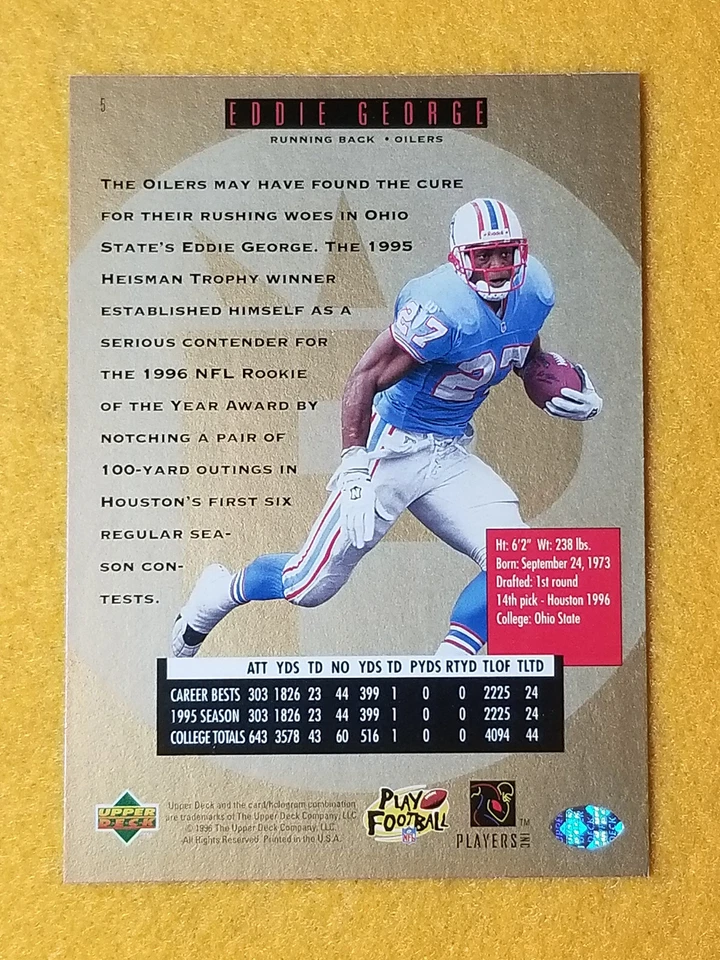 5
EDDIE GEORGE
RUNNING BACK • OILERS
THE OILERS MAY HAVE FOUND THE CURE
FOR THEIR RUSHING WOES IN OHIO
STATE'S EDDIE GEORGE. THE 1995
HEISMAN TROPHY WINNER
ESTABLISHED HIMSELF AS A
SERIOUS CONTENDER FOR
THE 1996 NFL ROOKIE
OF THE YEAR AWARD BY
NOTCHING A PAIR OF
100-YARD OUTINGS IN
HOUSTON'S FIRST SIX
REGULAR SEA-
SON CON-
TESTS.
27
27
Ht: 6'2" Wt: 238 lbs.
Born: September 24, 1973
Drafted: 1st round
14th pick - Houston 1996
College: Ohio State
ATT YDS TD NO YDS TD PYDS RTYD TLOF TLTD
CAREER BESTS 303 1826 23 44 399 1 0 0 2225 24
1995 SEASON 303 1826 23 44 399 1 0 0 2225 24
COLLEGE TOTALS 643 3578 43 60 516 1 0 0 4094 44
UPPER DECK
Upper Deck and the card/hologram combination
are trademarks of The Upper Deck Company, LLC
© 1996 The Upper Deck Company, LLC.
All Rights Reserved. Printed in the U.S.A.
PLAY
FOOTBALL
NFL
PLAYERS INC
TM
UPPER DECK